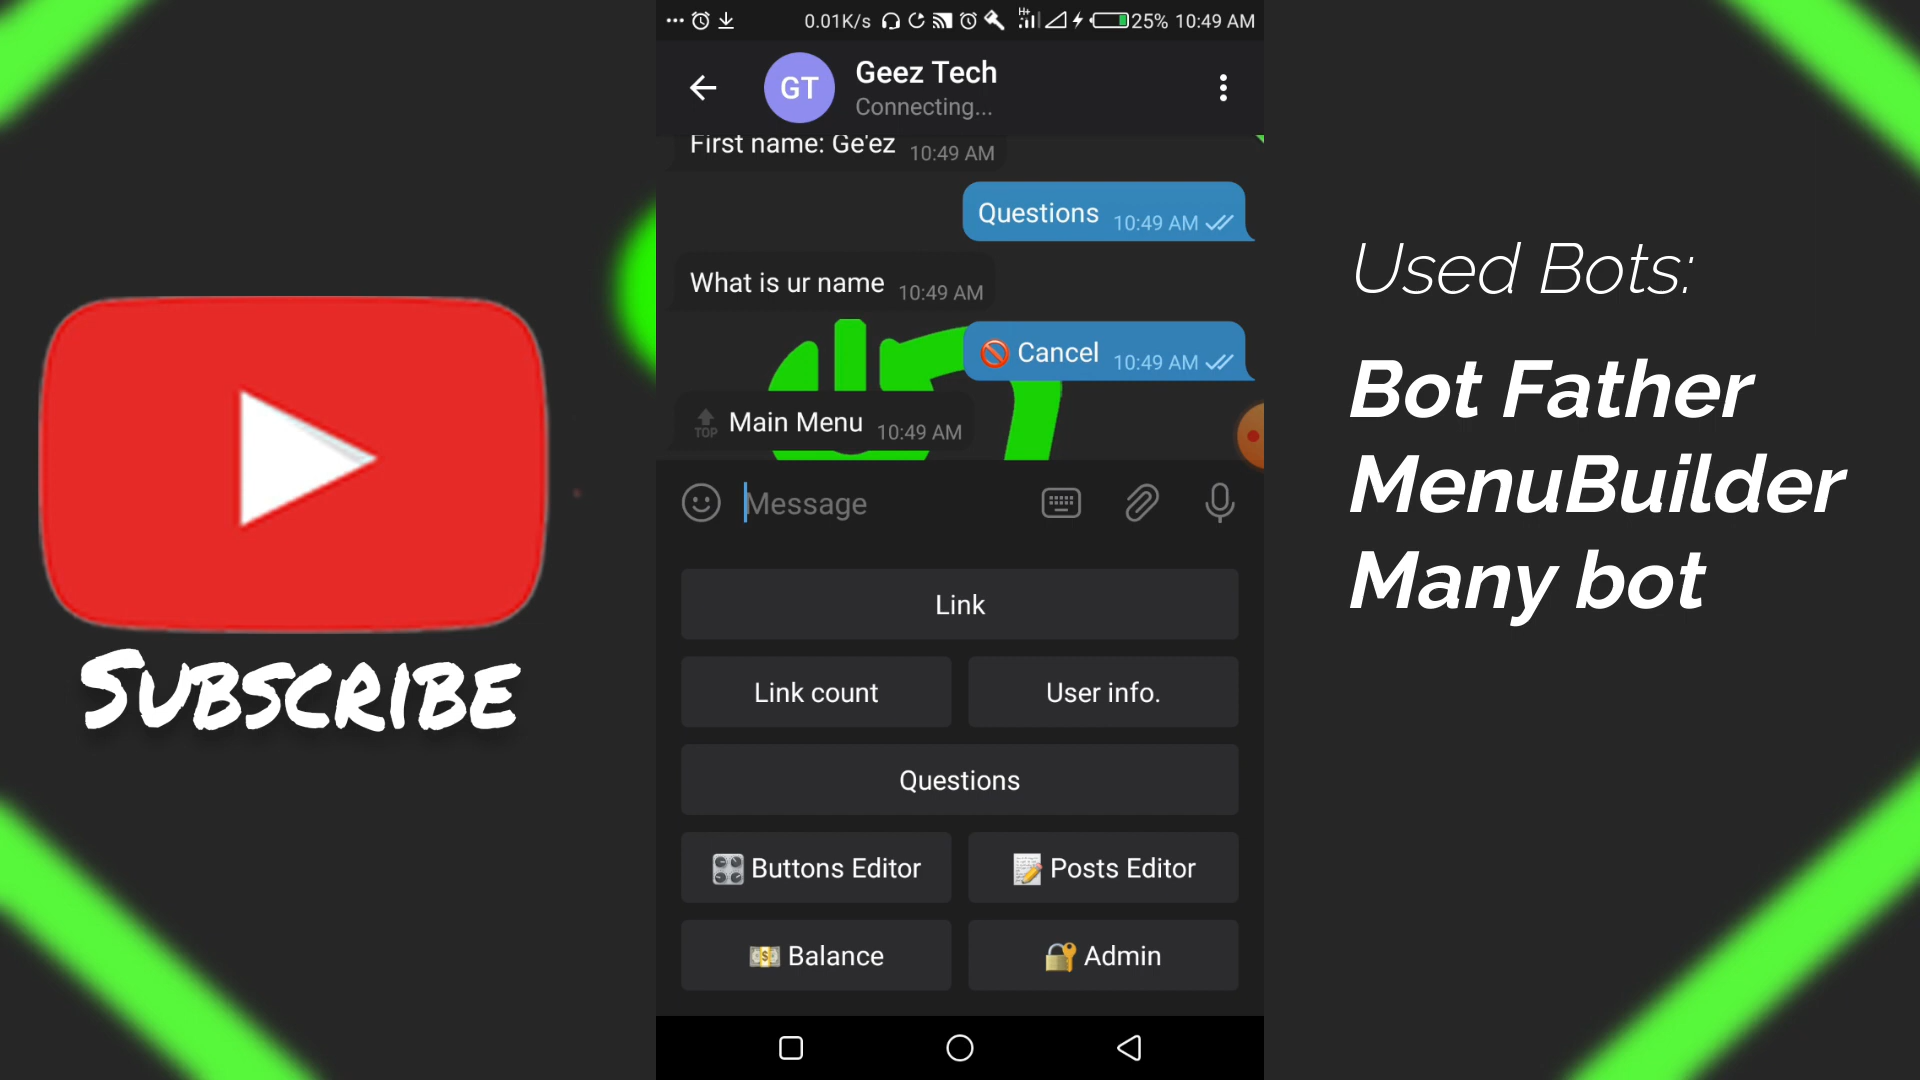 SUBSCRIBE
0.01K/s 25% 10:49 AM
GT
Geez Tech
Connecting...
First name: Ge'ez 10:49 AM
Questions 10:49 AM
What is ur name 10:49 AM
🚫 Cancel 10:49 AM
🔝 Main Menu 10:49 AM
Message
Link
Link count
User info.
Questions
🎛 Buttons Editor
📝 Posts Editor
💵 Balance
🔐 Admin
Used Bots:
Bot Father
MenuBuilder
Many bot